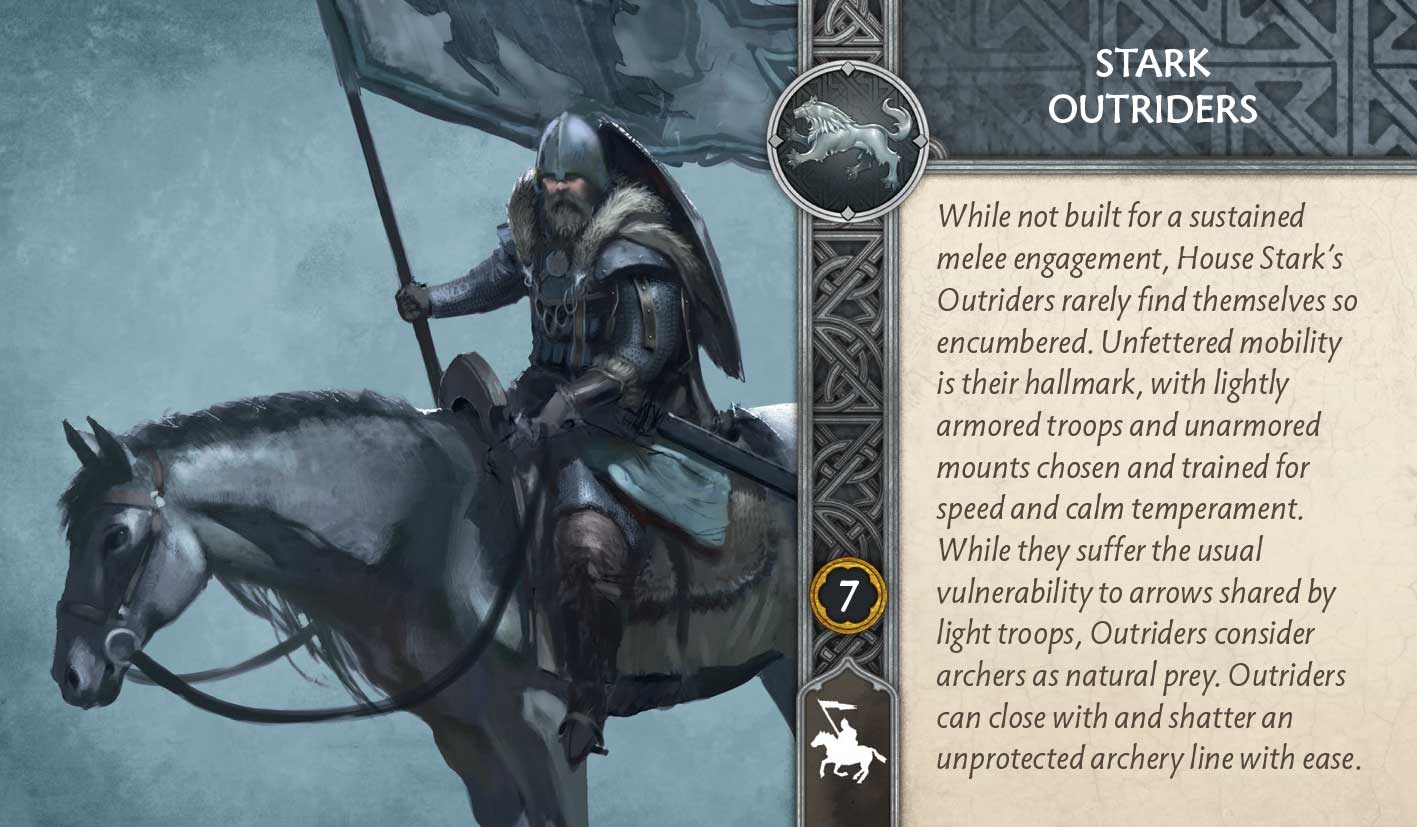 STARK
OUTRIDERS
While not built for a sustained
melee engagement, House Stark's
Outriders rarely find themselves so
encumbered. Unfettered mobility
is their hallmark, with lightly
armored troops and unarmored
mounts chosen and trained for
speed and calm temperament.
While they suffer the usual
vulnerability to arrows shared by
light troops, Outriders consider
archers as natural prey. Outriders
can close with and shatter an
unprotected archery line with ease.
7